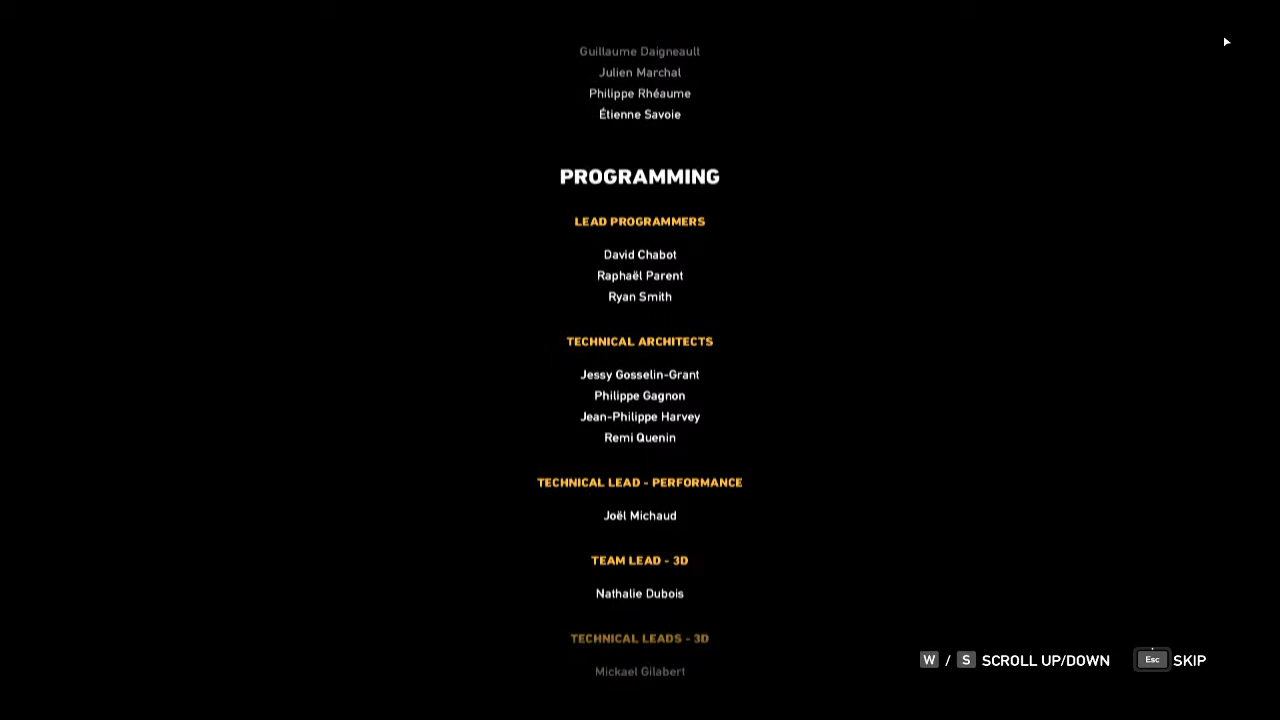 Guillaume Daigneault
Julien Marchal
Philippe Rhéaume
Étienne Savoie
PROGRAMMING
LEAD PROGRAMMERS
David Chabot
Raphaël Parent
Ryan Smith
TECHNICAL ARCHITECTS
Jessy Gosselin-Grant
Philippe Gagnon
Jean-Philippe Harvey
Remi Quenin
TECHNICAL LEAD - PERFORMANCE
Joël Michaud
TEAM LEAD - 3D
Nathalie Dubois
TECHNICAL LEADS - 3D
Mickael Gilabert
W / S SCROLL UP/DOWN Esc SKIP